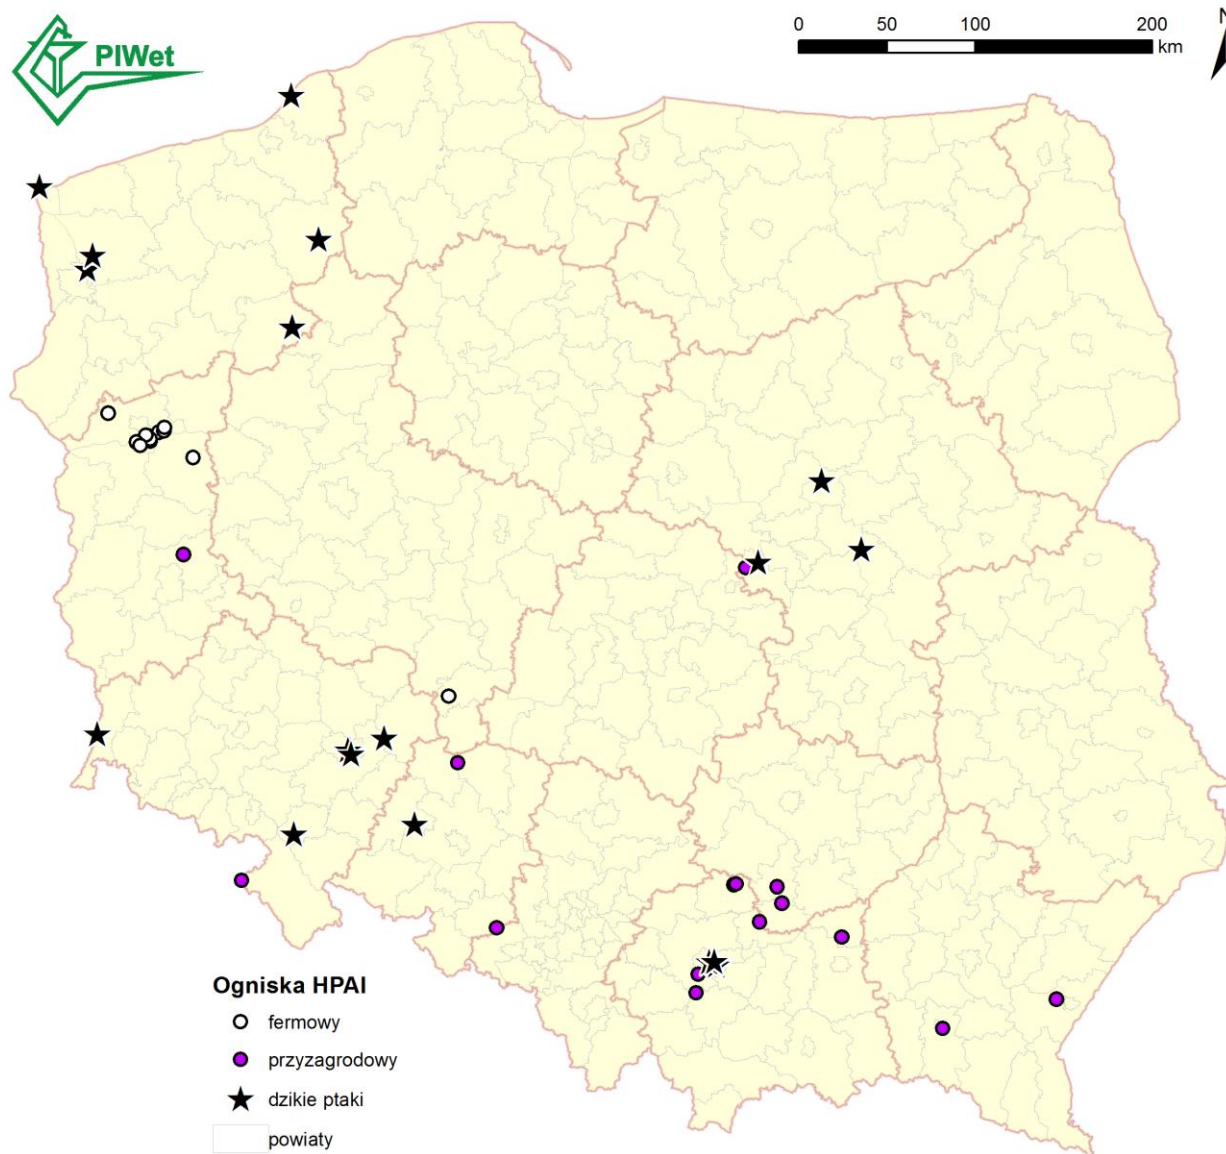 PIWet
0 50 100 200
km
N
Ogniska HPAI
fermowy
przyzagrodowy
dzikie ptaki
powiaty